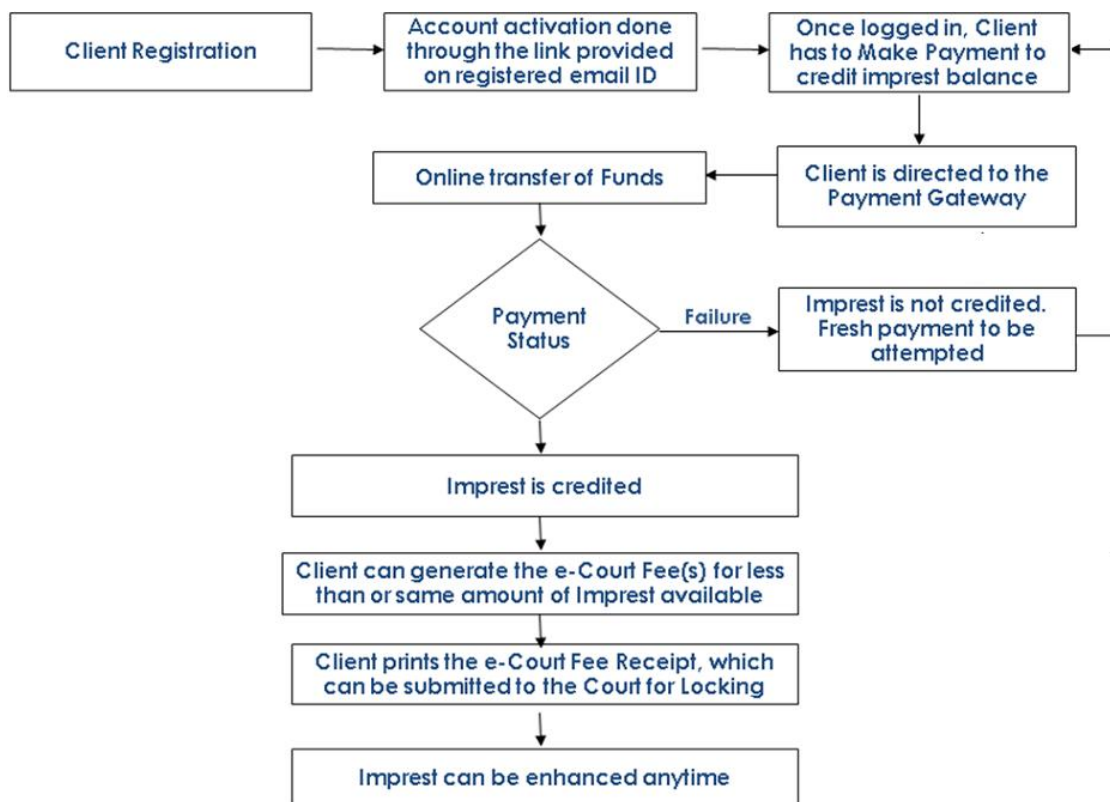 Client Registration
Account activation done
through the link provided
on registered email ID
Once logged in, Client
has to Make Payment to
credit imprest balance
Client is directed to the
Payment Gateway
Online transfer of Funds
Payment
Status
Failure
Imprest is not credited.
Fresh payment to be
attempted
Imprest is credited
Client can generate the e-Court Fee(s) for less
than or same amount of Imprest available
Client prints the e-Court Fee Receipt, which
can be submitted to the Court for Locking
Imprest can be enhanced anytime